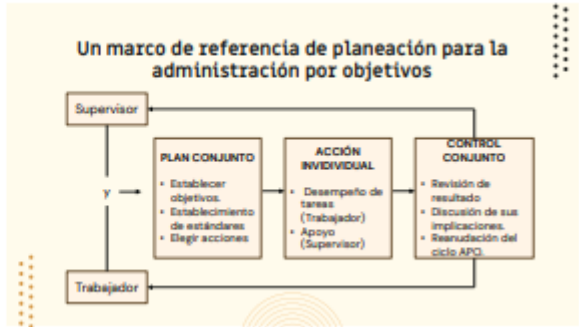 Un marco de referencia de planeación para la
administración por objetivos
Supervisor
y
Trabajador
PLAN CONJUNTO
• Establecer
objetivos.
• Establecimiento
de estándares
• Elegir acciones
ACCIÓN
INVIDIVIDUAL
• Desempeño de
tareas
(Trabajador)
• Apoyo
(Supervisor)
CONTROL
CONJUNTO
• Revisión de
resultado
• Discusión de sus
implicaciones.
• Reanudación del
ciclo APO.